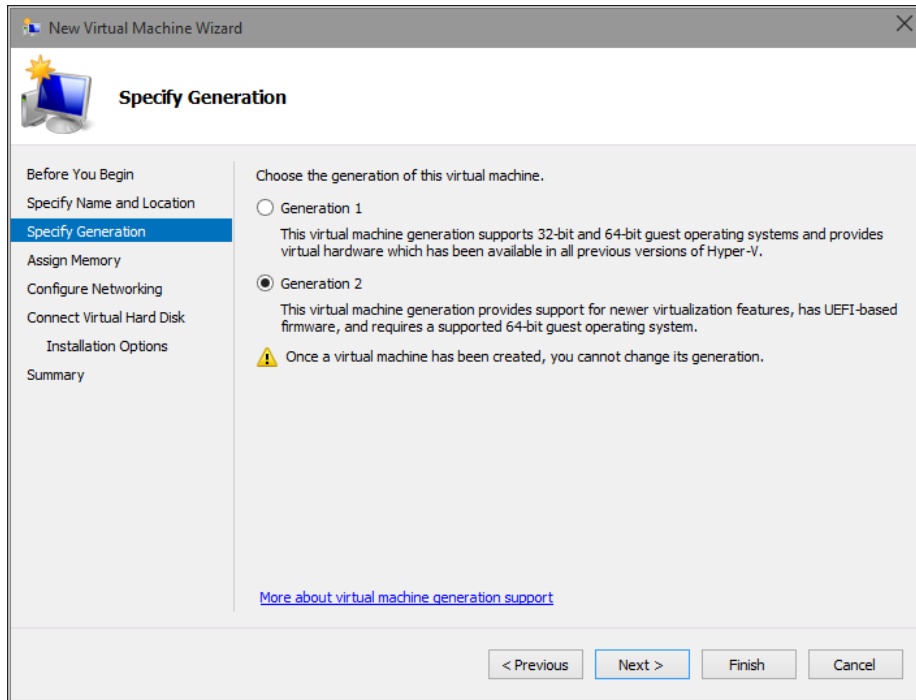 New Virtual Machine Wizard
Specify Generation
Before You Begin
Specify Name and Location
Specify Generation
Assign Memory
Configure Networking
Connect Virtual Hard Disk
Installation Options
Summary
Choose the generation of this virtual machine.
Generation 1
This virtual machine generation supports 32-bit and 64-bit guest operating systems and provides
virtual hardware which has been available in all previous versions of Hyper-V.
Generation 2
This virtual machine generation provides support for newer virtualization features, has UEFI-based
firmware, and requires a supported 64-bit guest operating system.
Once a virtual machine has been created, you cannot change its generation.
More about virtual machine generation support
< Previous
Next >
Finish
Cancel